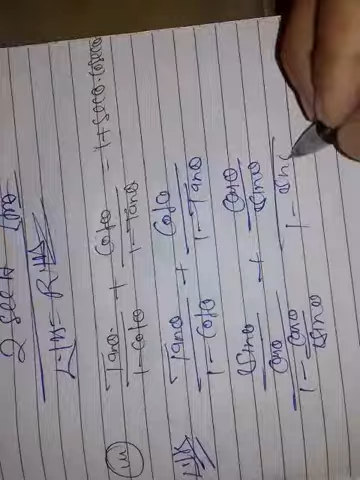 2 sec A
L.H.S = R.H.S
(iii) Tanθ / 1 - Cotθ + Cotθ / 1 - Tanθ = 1 + secθ · cosecθ
L.H.S
Tanθ / 1 - Cotθ + Cotθ / 1 - Tanθ
Sinθ / Cosθ / 1 - Cosθ / Sinθ + Cosθ / Sinθ / 1 - Sin